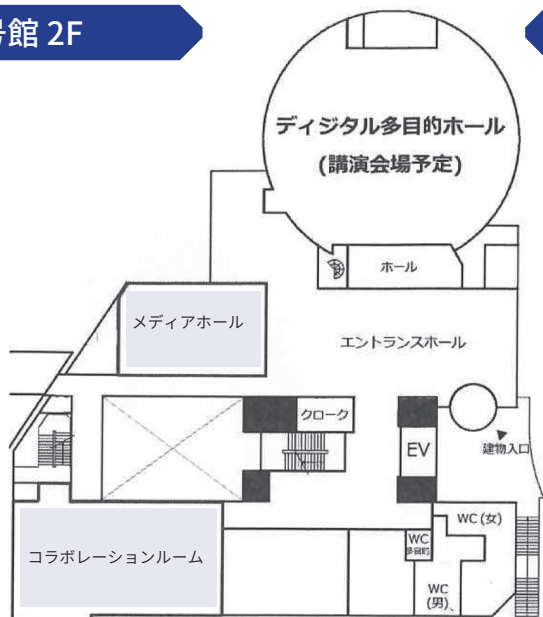 号館 2F
ディジタル多目的ホール
(講演会場予定)
ホール
メディアホール
エントランスホール
クローク
EV
建物入口
WC (女)
WC
多目的
コラボレーションルーム
WC
(男)